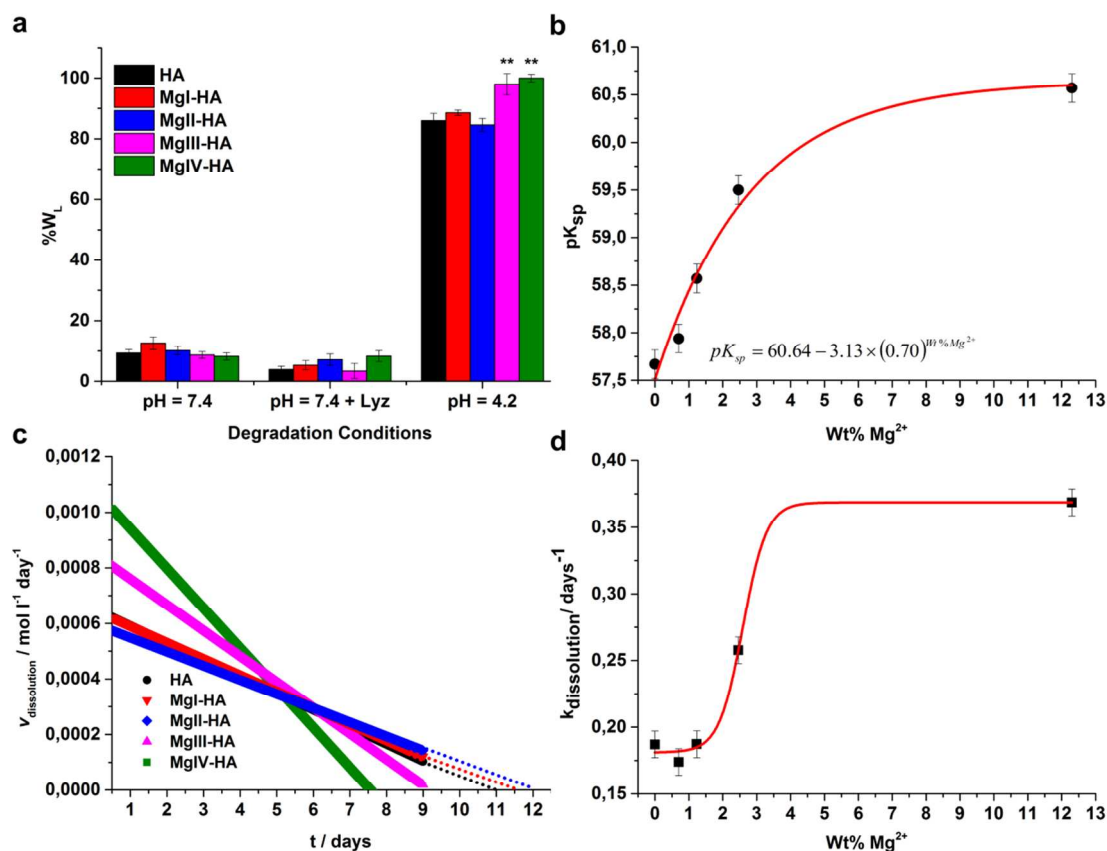 a
HA
MgI-HA
MgII-HA
MgIII-HA
MgIV-HA
** **
100
80
60
40
20
0
%W_L
pH = 7.4 pH = 7.4 + Lyz pH = 4.2
Degradation Conditions
b
61,0
60,5
60,0
59,5
59,0
58,5
58,0
57,5
pK_sp
pK_sp = 60.64 − 3.13 × (0.70)^{Wt% Mg^{2+}}
0 1 2 3 4 5 6 7 8 9 10 11 12 13
Wt% Mg²⁺
c
0,0012
0,0010
0,0008
0,0006
0,0004
0,0002
0,0000
v_dissolution / mol l⁻¹ day⁻¹
HA
MgI-HA
MgII-HA
MgIII-HA
MgIV-HA
1 2 3 4 5 6 7 8 9 10 11 12
t / days
d
0,40
0,35
0,30
0,25
0,20
0,15
k_dissolution/ days⁻¹
0 1 2 3 4 5 6 7 8 9 10 11 12 13
Wt% Mg²⁺